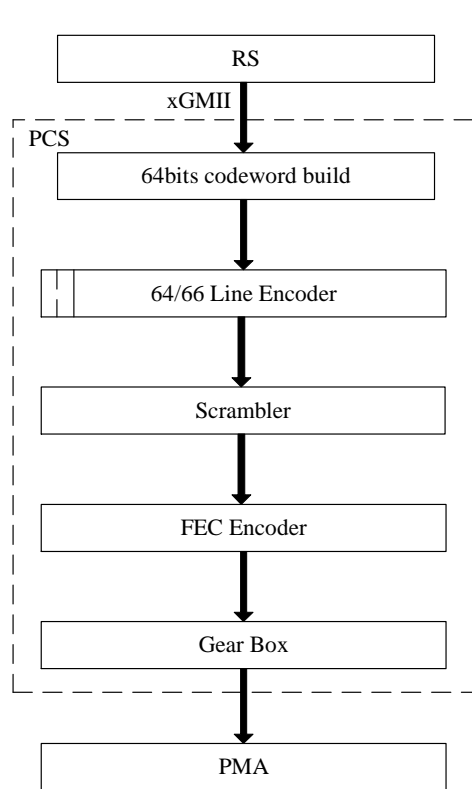 RS
xGMII
PCS
64bits codeword build
64/66 Line Encoder
Scrambler
FEC Encoder
Gear Box
PMA